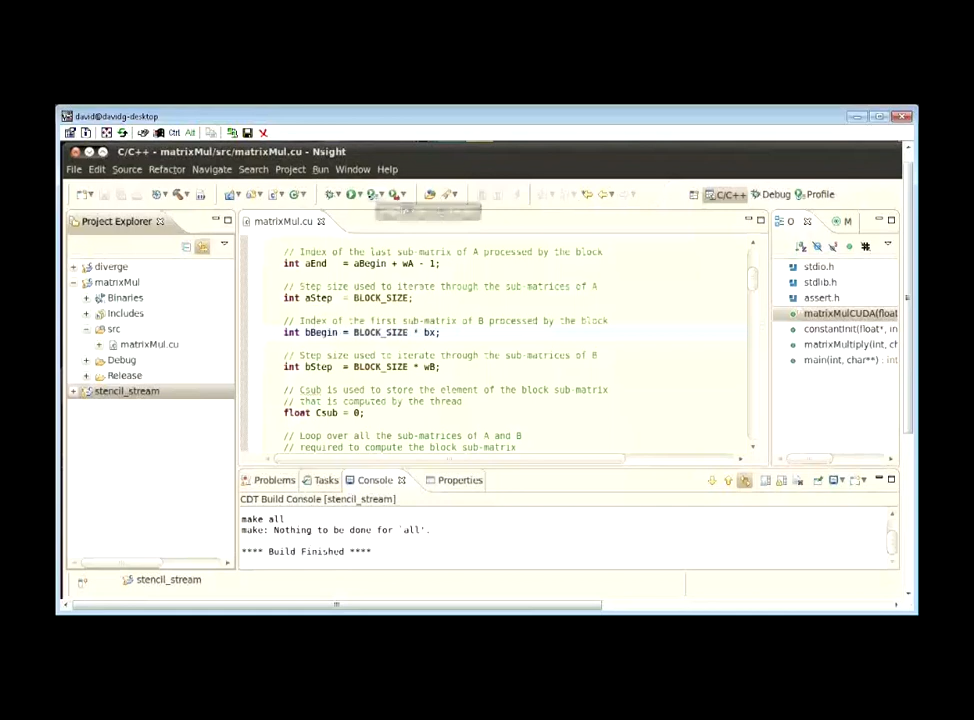 david@davidg-desktop
Ctrl Alt
C/C++ - matrixMul/src/matrixMul.cu - Nsight
File Edit Source Refactor Navigate Search Project Run Window Help
C/C++ Debug Profile
Project Explorer
matrixMul.cu
O
M
diverge
matrixMul
Binaries
Includes
src
matrixMul.cu
Debug
Release
stencil_stream
// Index of the last sub-matrix of A processed by the block
int aEnd   = aBegin + wA - 1;
// Step size used to iterate through the sub-matrices of A
int aStep  = BLOCK_SIZE;
// Index of the first sub-matrix of B processed by the block
int bBegin = BLOCK_SIZE * bx;
// Step size used to iterate through the sub-matrices of B
int bStep  = BLOCK_SIZE * wB;
// Csub is used to store the element of the block sub-matrix
// that is computed by the thread
float Csub = 0;
// Loop over all the sub-matrices of A and B
// required to compute the block sub-matrix
stdio.h
stdlib.h
assert.h
matrixMulCUDA(float
constantInit(float*, in
matrixMultiply(int, ch
main(int, char**) : int
Problems Tasks Console Properties
CDT Build Console [stencil_stream]
make all
make: Nothing to be done for `all'.
**** Build Finished ****
stencil_stream